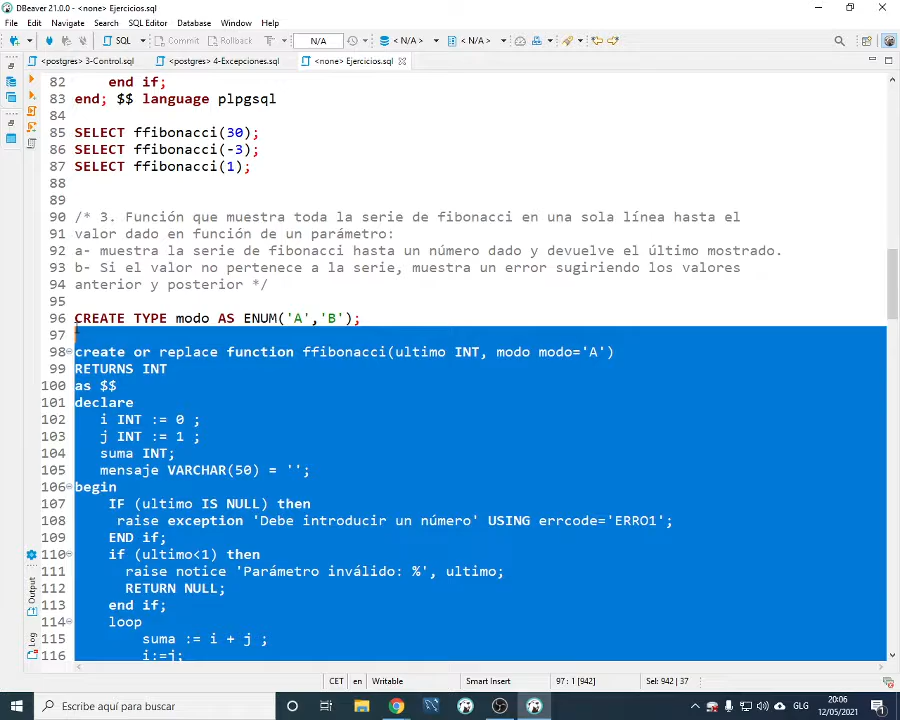 DBeaver 21.0.0 - <none> Ejercicios.sql
File Edit Navigate Search SQL Editor Database Window Help
SQL Commit Rollback T N/A < N/A > < N/A >
<postgres> 3-Control.sql <postgres> 4-Excepciones.sql <none> Ejercicios.sql
82 end if;
83 end; $$ language plpgsql
84
85 SELECT ffibonacci(30);
86 SELECT ffibonacci(-3);
87 SELECT ffibonacci(1);
88
89
90 /* 3. Función que muestra toda la serie de fibonacci en una sola línea hasta el
91 valor dado en función de un parámetro:
92 a- muestra la serie de fibonacci hasta un número dado y devuelve el último mostrado.
93 b- Si el valor no pertenece a la serie, muestra un error sugiriendo los valores
94 anterior y posterior */
95
96 CREATE TYPE modo AS ENUM('A','B');
97
98 create or replace function ffibonacci(ultimo INT, modo modo='A')
99 RETURNS INT
100 as $$
101 declare
102 i INT := 0 ;
103 j INT := 1 ;
104 suma INT;
105 mensaje VARCHAR(50) = '';
106 begin
107 IF (ultimo IS NULL) then
108 raise exception 'Debe introducir un número' USING errcode='ERRO1';
109 END if;
110 if (ultimo<1) then
111 raise notice 'Parámetro inválido: %', ultimo;
112 RETURN NULL;
113 end if;
114 loop
115 suma := i + j ;
116 i:=j;
Output
Log
CET en Writable Smart Insert 97 : 1 [942] Sel: 942 | 37
Escribe aquí para buscar
GLG
20:06
12/05/2021
1